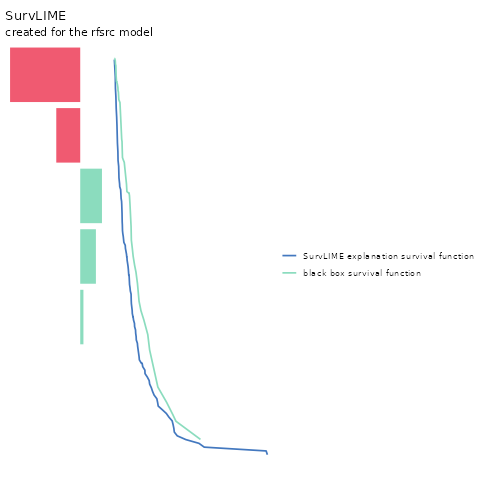 SurvLIME
created for the rfsrc model
SurvLIME explanation survival function
black box survival function